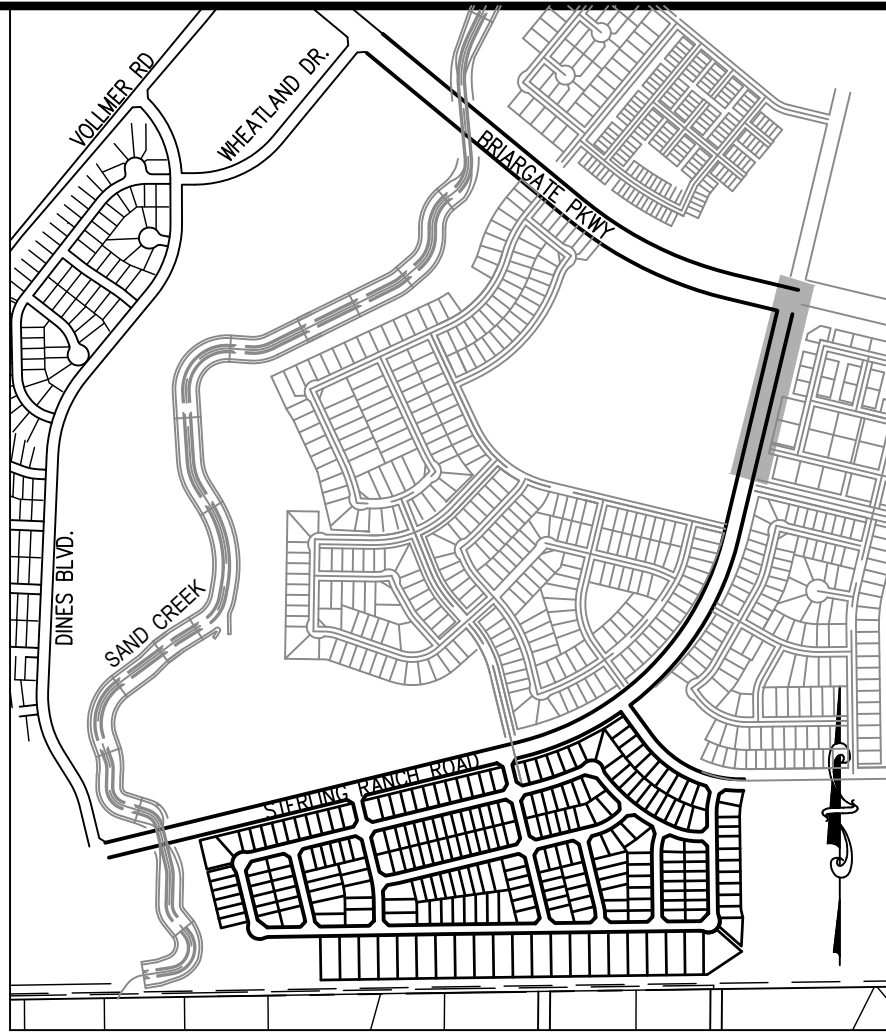 VOLLMER RD
WHEATLAND DR.
BRIARGATE PKWY
DINES BLVD.
SAND CREEK
STERLING RANCH ROAD